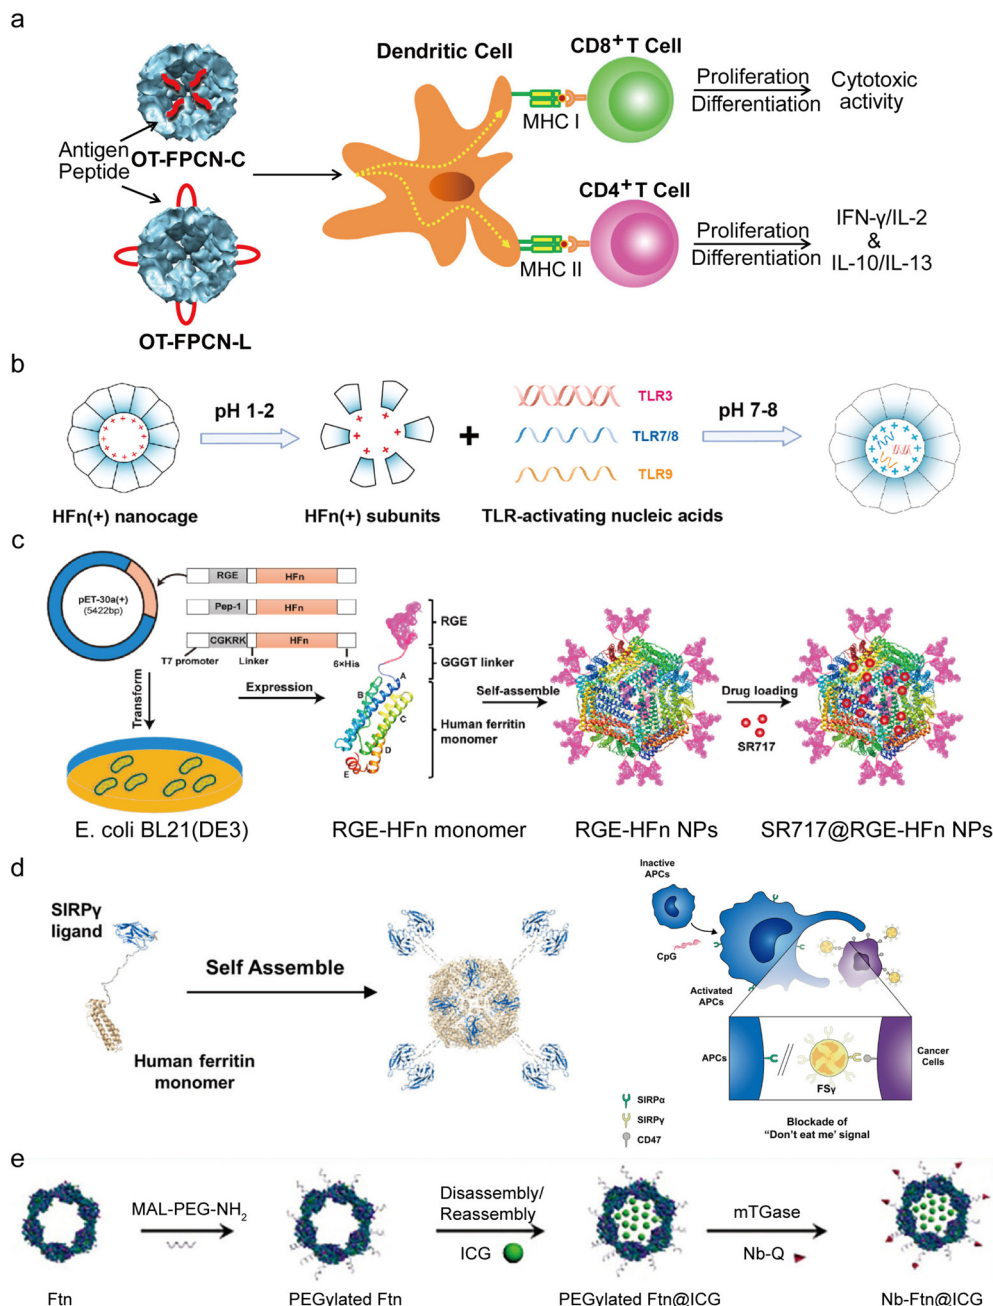 a
Dendritic Cell
CD8⁺ T Cell
MHC I
Proliferation
Differentiation
Cytotoxic
activity
Antigen
Peptide
OT-FPCN-C
OT-FPCN-L
CD4⁺ T Cell
MHC II
Proliferation
Differentiation
IFN-γ/IL-2
&
IL-10/IL-13
b
pH 1-2
+
TLR3
TLR7/8
TLR9
pH 7-8
HFn(+) nanocage
HFn(+) subunits
TLR-activating nucleic acids
c
pET-30a(+)
(5422bp)
RGE
HFn
Pep-1
HFn
CGKRK
HFn
T7 promoter
Linker
6×His
Transform
Expression
RGE
GGGT linker
Human ferritin
monomer
A
B
C
D
E
Self-assemble
Drug loading
SR717
E. coli BL21(DE3)
RGE-HFn monomer
RGE-HFn NPs
SR717@RGE-HFn NPs
d
SIRPγ
ligand
Self Assemble
Human ferritin
monomer
Inactive
APCs
CpG
Activated
APCs
APCs
FSγ
Cancer
Cells
SIRPα
SIRPγ
CD47
Blockade of
"Don't eat me' signal
e
MAL-PEG-NH₂
Disassembly/
Reassembly
ICG
mTGase
Nb-Q
Ftn
PEGylated Ftn
PEGylated Ftn@ICG
Nb-Ftn@ICG